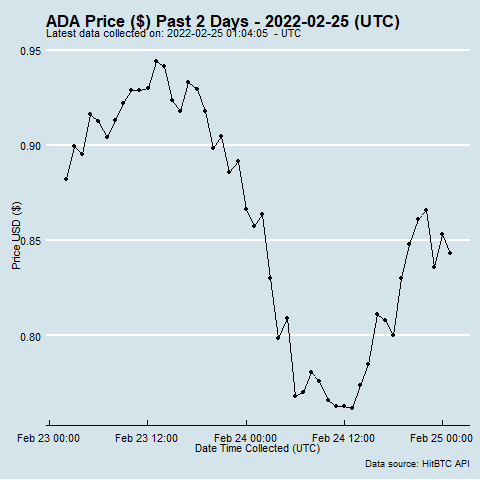 ADA Price ($) Past 2 Days - 2022-02-25 (UTC)
Latest data collected on: 2022-02-25 01:04:05 - UTC
0.95
0.90
0.85
0.80
Price USD ($)
Feb 23 00:00 Feb 23 12:00 Feb 24 00:00 Feb 24 12:00 Feb 25 00:00
Date Time Collected (UTC)
Data source: HitBTC API